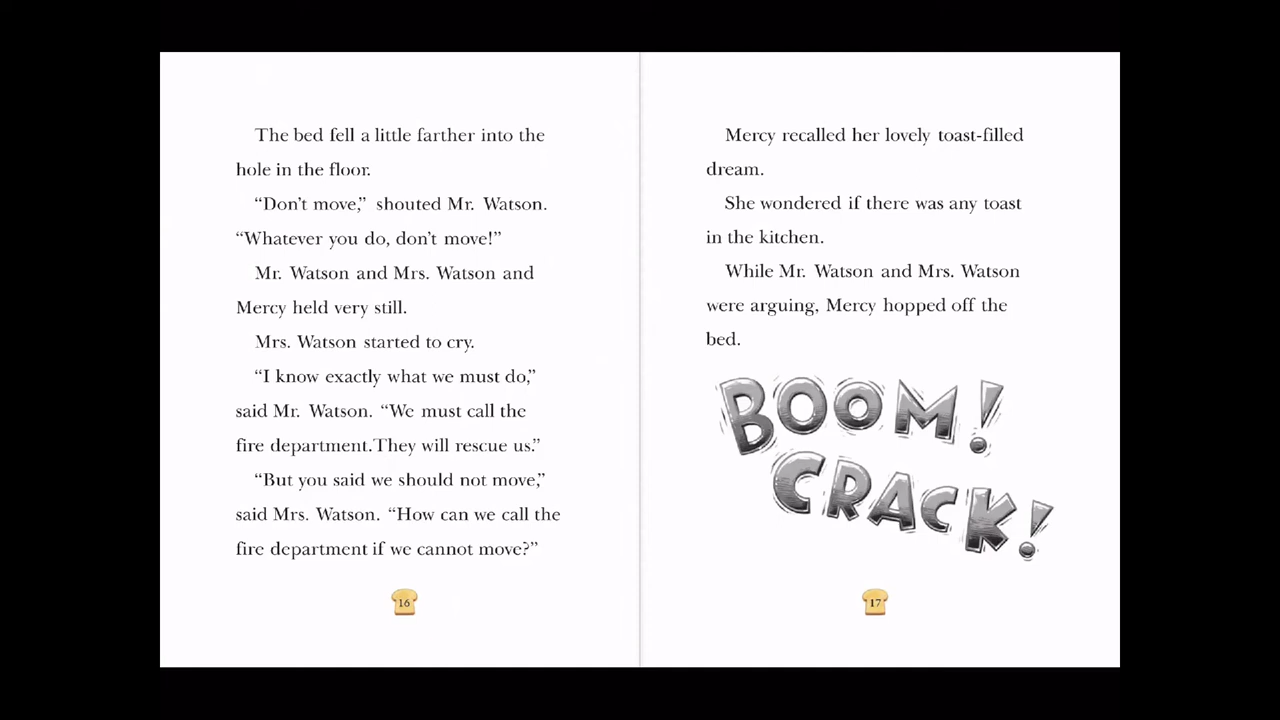 The bed fell a little farther into the
hole in the floor.
“Don’t move,” shouted Mr. Watson.
“Whatever you do, don’t move!”
Mr. Watson and Mrs. Watson and
Mercy held very still.
Mrs. Watson started to cry.
“I know exactly what we must do,”
said Mr. Watson. “We must call the
fire department. They will rescue us.”
“But you said we should not move,”
said Mrs. Watson. “How can we call the
fire department if we cannot move?”
16
Mercy recalled her lovely toast-filled
dream.
She wondered if there was any toast
in the kitchen.
While Mr. Watson and Mrs. Watson
were arguing, Mercy hopped off the
bed.
BOOM!
CRACK!
17